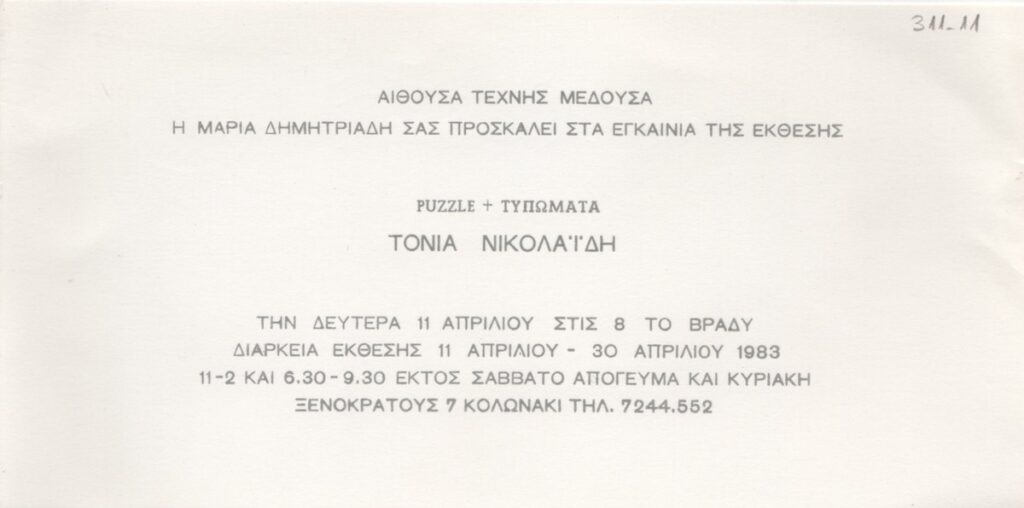 311-11
ΑΙΘΟΥΣΑ ΤΕΧΝΗΣ ΜΕΔΟΥΣΑ
Η ΜΑΡΙΑ ΔΗΜΗΤΡΙΑΔΗ ΣΑΣ ΠΡΟΣΚΑΛΕΙ ΣΤΑ ΕΓΚΑΙΝΙΑ ΤΗΣ ΕΚΘΕΣΗΣ
PUZZLE + ΤΥΠΩΜΑΤΑ
ΤΟΝΙΑ ΝΙΚΟΛΑΪΔΗ
ΤΗΝ ΔΕΥΤΕΡΑ 11 ΑΠΡΙΛΙΟΥ ΣΤΙΣ 8 ΤΟ ΒΡΑΔΥ
ΔΙΑΡΚΕΙΑ ΕΚΘΕΣΗΣ 11 ΑΠΡΙΛΙΟΥ - 30 ΑΠΡΙΛΙΟΥ 1983
11-2 ΚΑΙ 6.30-9.30 ΕΚΤΟΣ ΣΑΒΒΑΤΟ ΑΠΟΓΕΥΜΑ ΚΑΙ ΚΥΡΙΑΚΗ
ΞΕΝΟΚΡΑΤΟΥΣ 7 ΚΟΛΩΝΑΚΙ ΤΗΛ. 7244.552